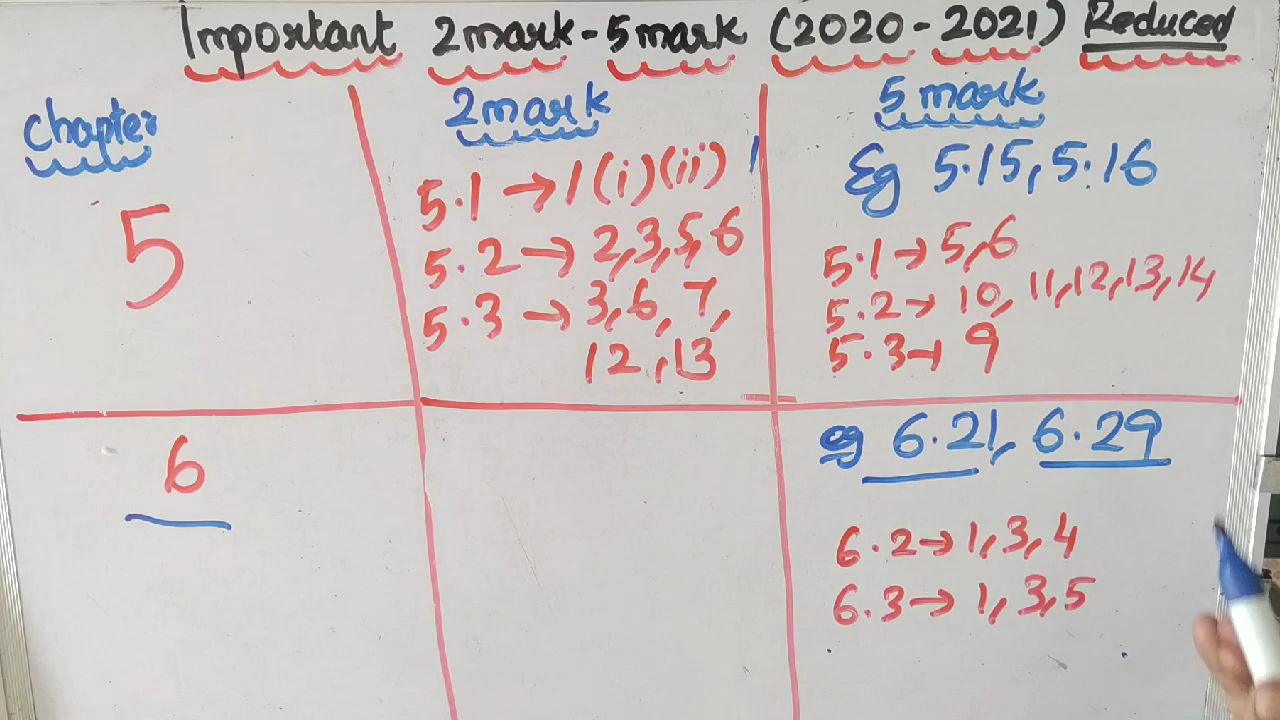 Important 2mark-5mark (2020-2021) Reduced
Chapter
2mark
5 mark
5
5.1 → 1(i)(ii)
5.2 → 2,3,5,6
5.3 → 3,6,7,
12,13
Eg 5.15, 5.16
5.1 → 5,6
5.2 → 10, 11,12,13,14
5.3 → 9
6
eg 6.21, 6.29
6.2 → 1,3,4
6.3 → 1,3,5